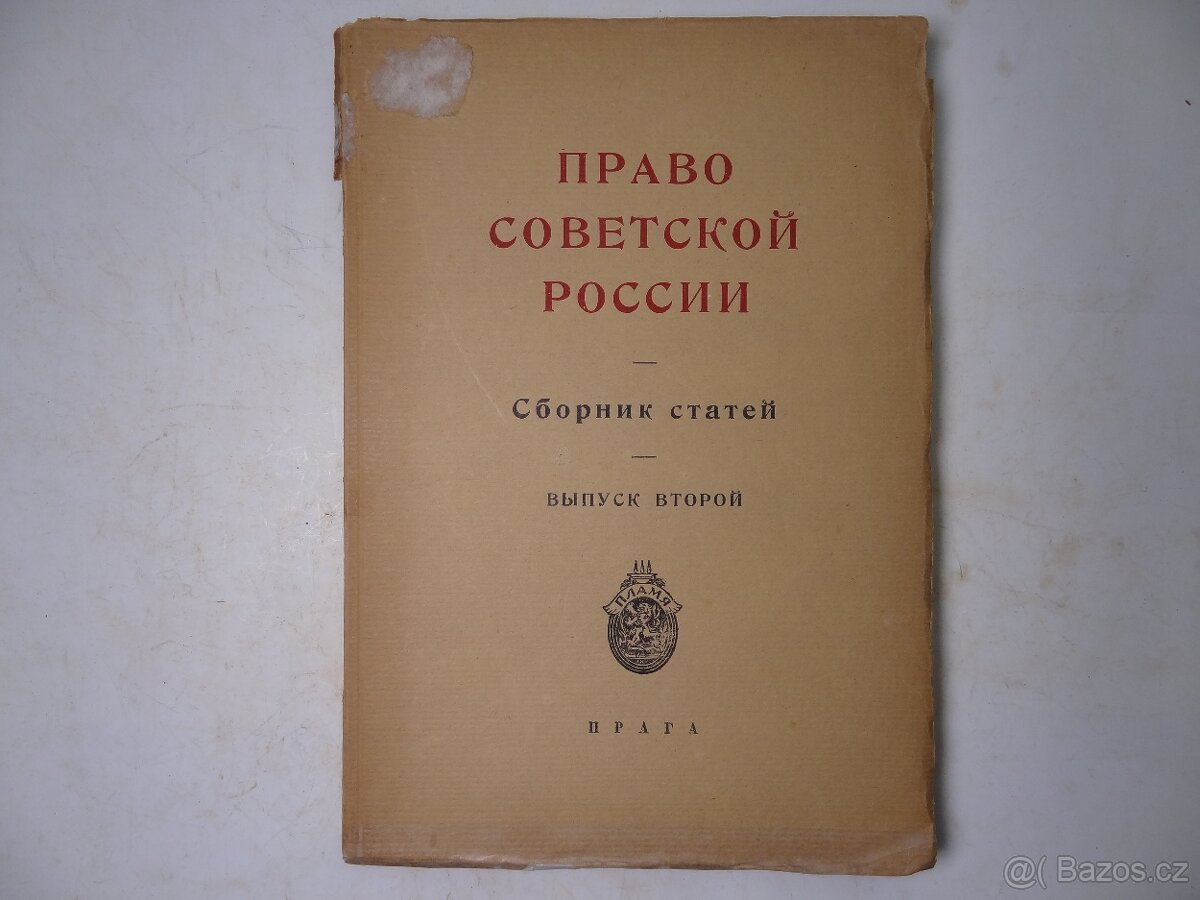 ПРАВО
СОВЕТСКОЙ
РОССИИ
Сборник статей
ВЫПУСК ВТОРОЙ
ПЛАМЯ
ПРАГА
@( Bazos.cz